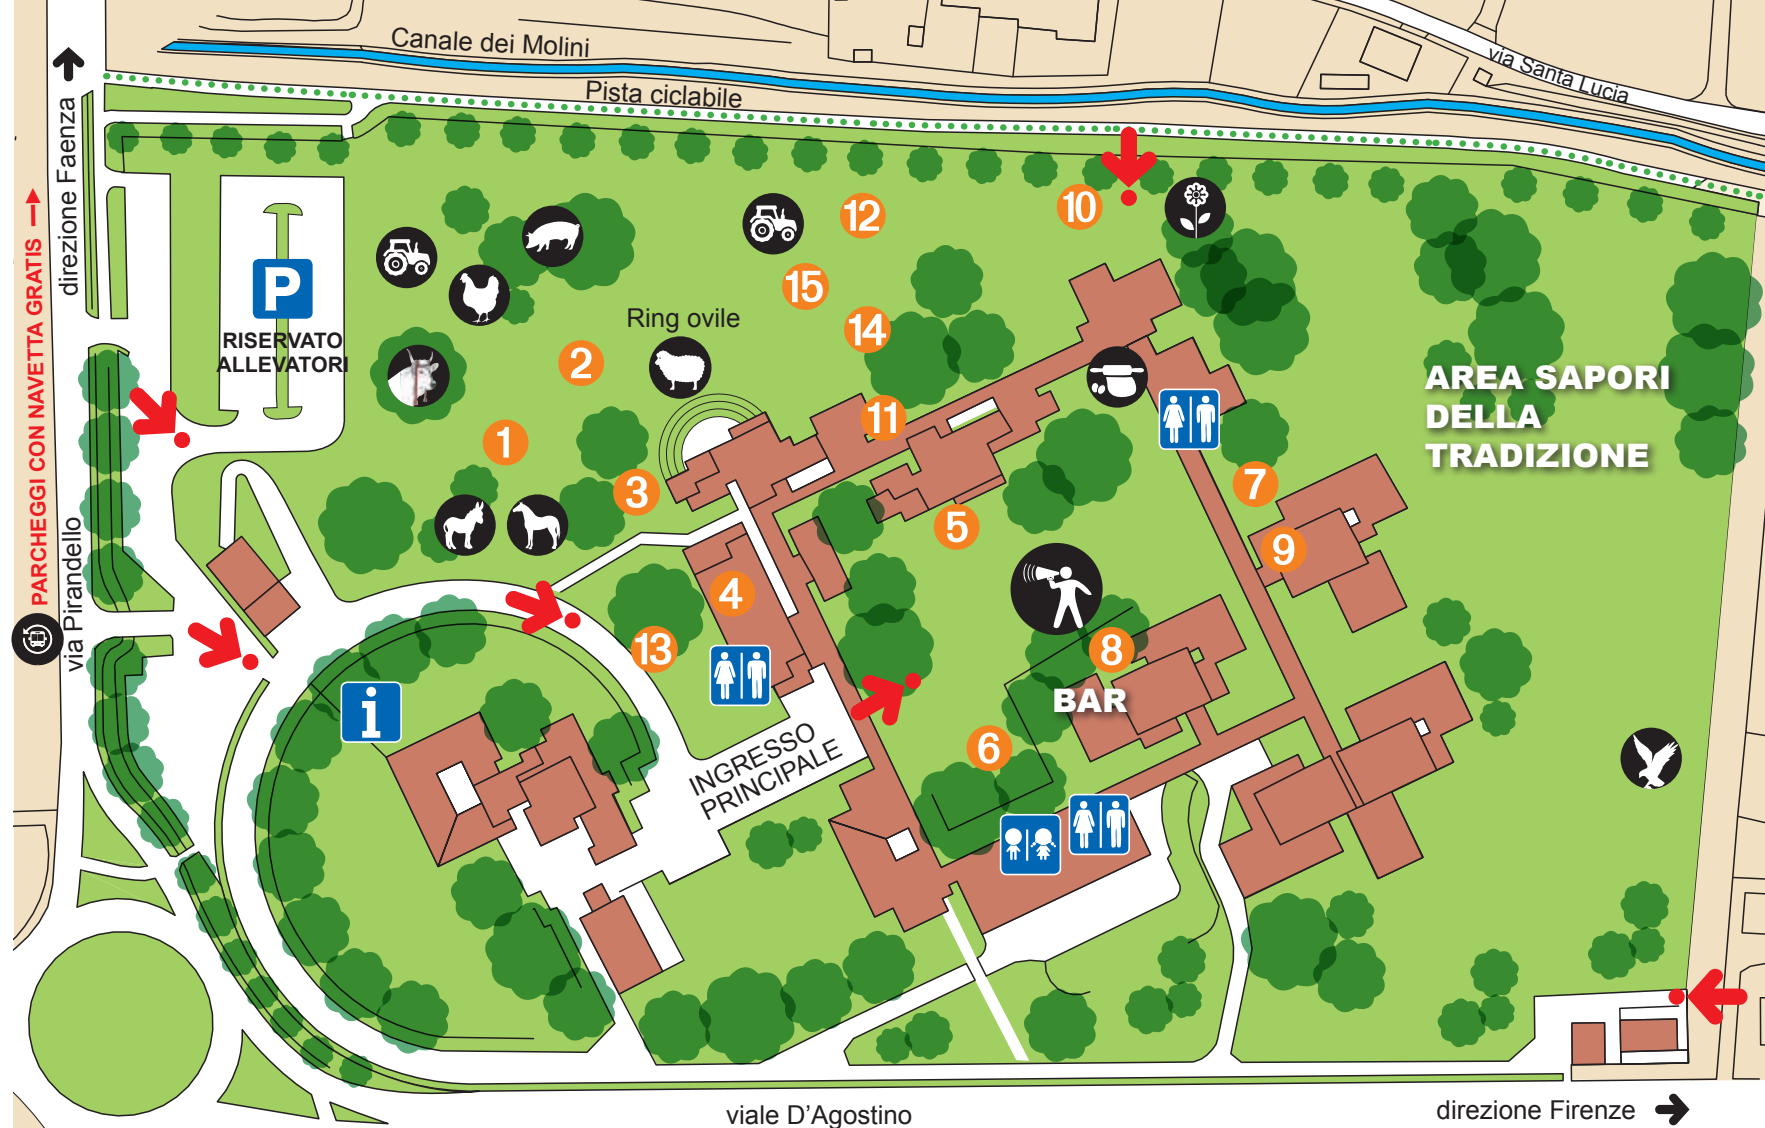 Canale dei Molini
Pista ciclabile
via Santa Lucia
direzione Faenza
PARCHEGGI CON NAVETTA GRATIS
via Pirandello
P
RISERVATO
ALLEVATORI
12
10
15
14
Ring ovile
2
11
1
3
AREA SAPORI
DELLA
TRADIZIONE
7
5
9
4
13
8
BAR
i
6
INGRESSO
PRINCIPALE
viale D'Agostino
direzione Firenze